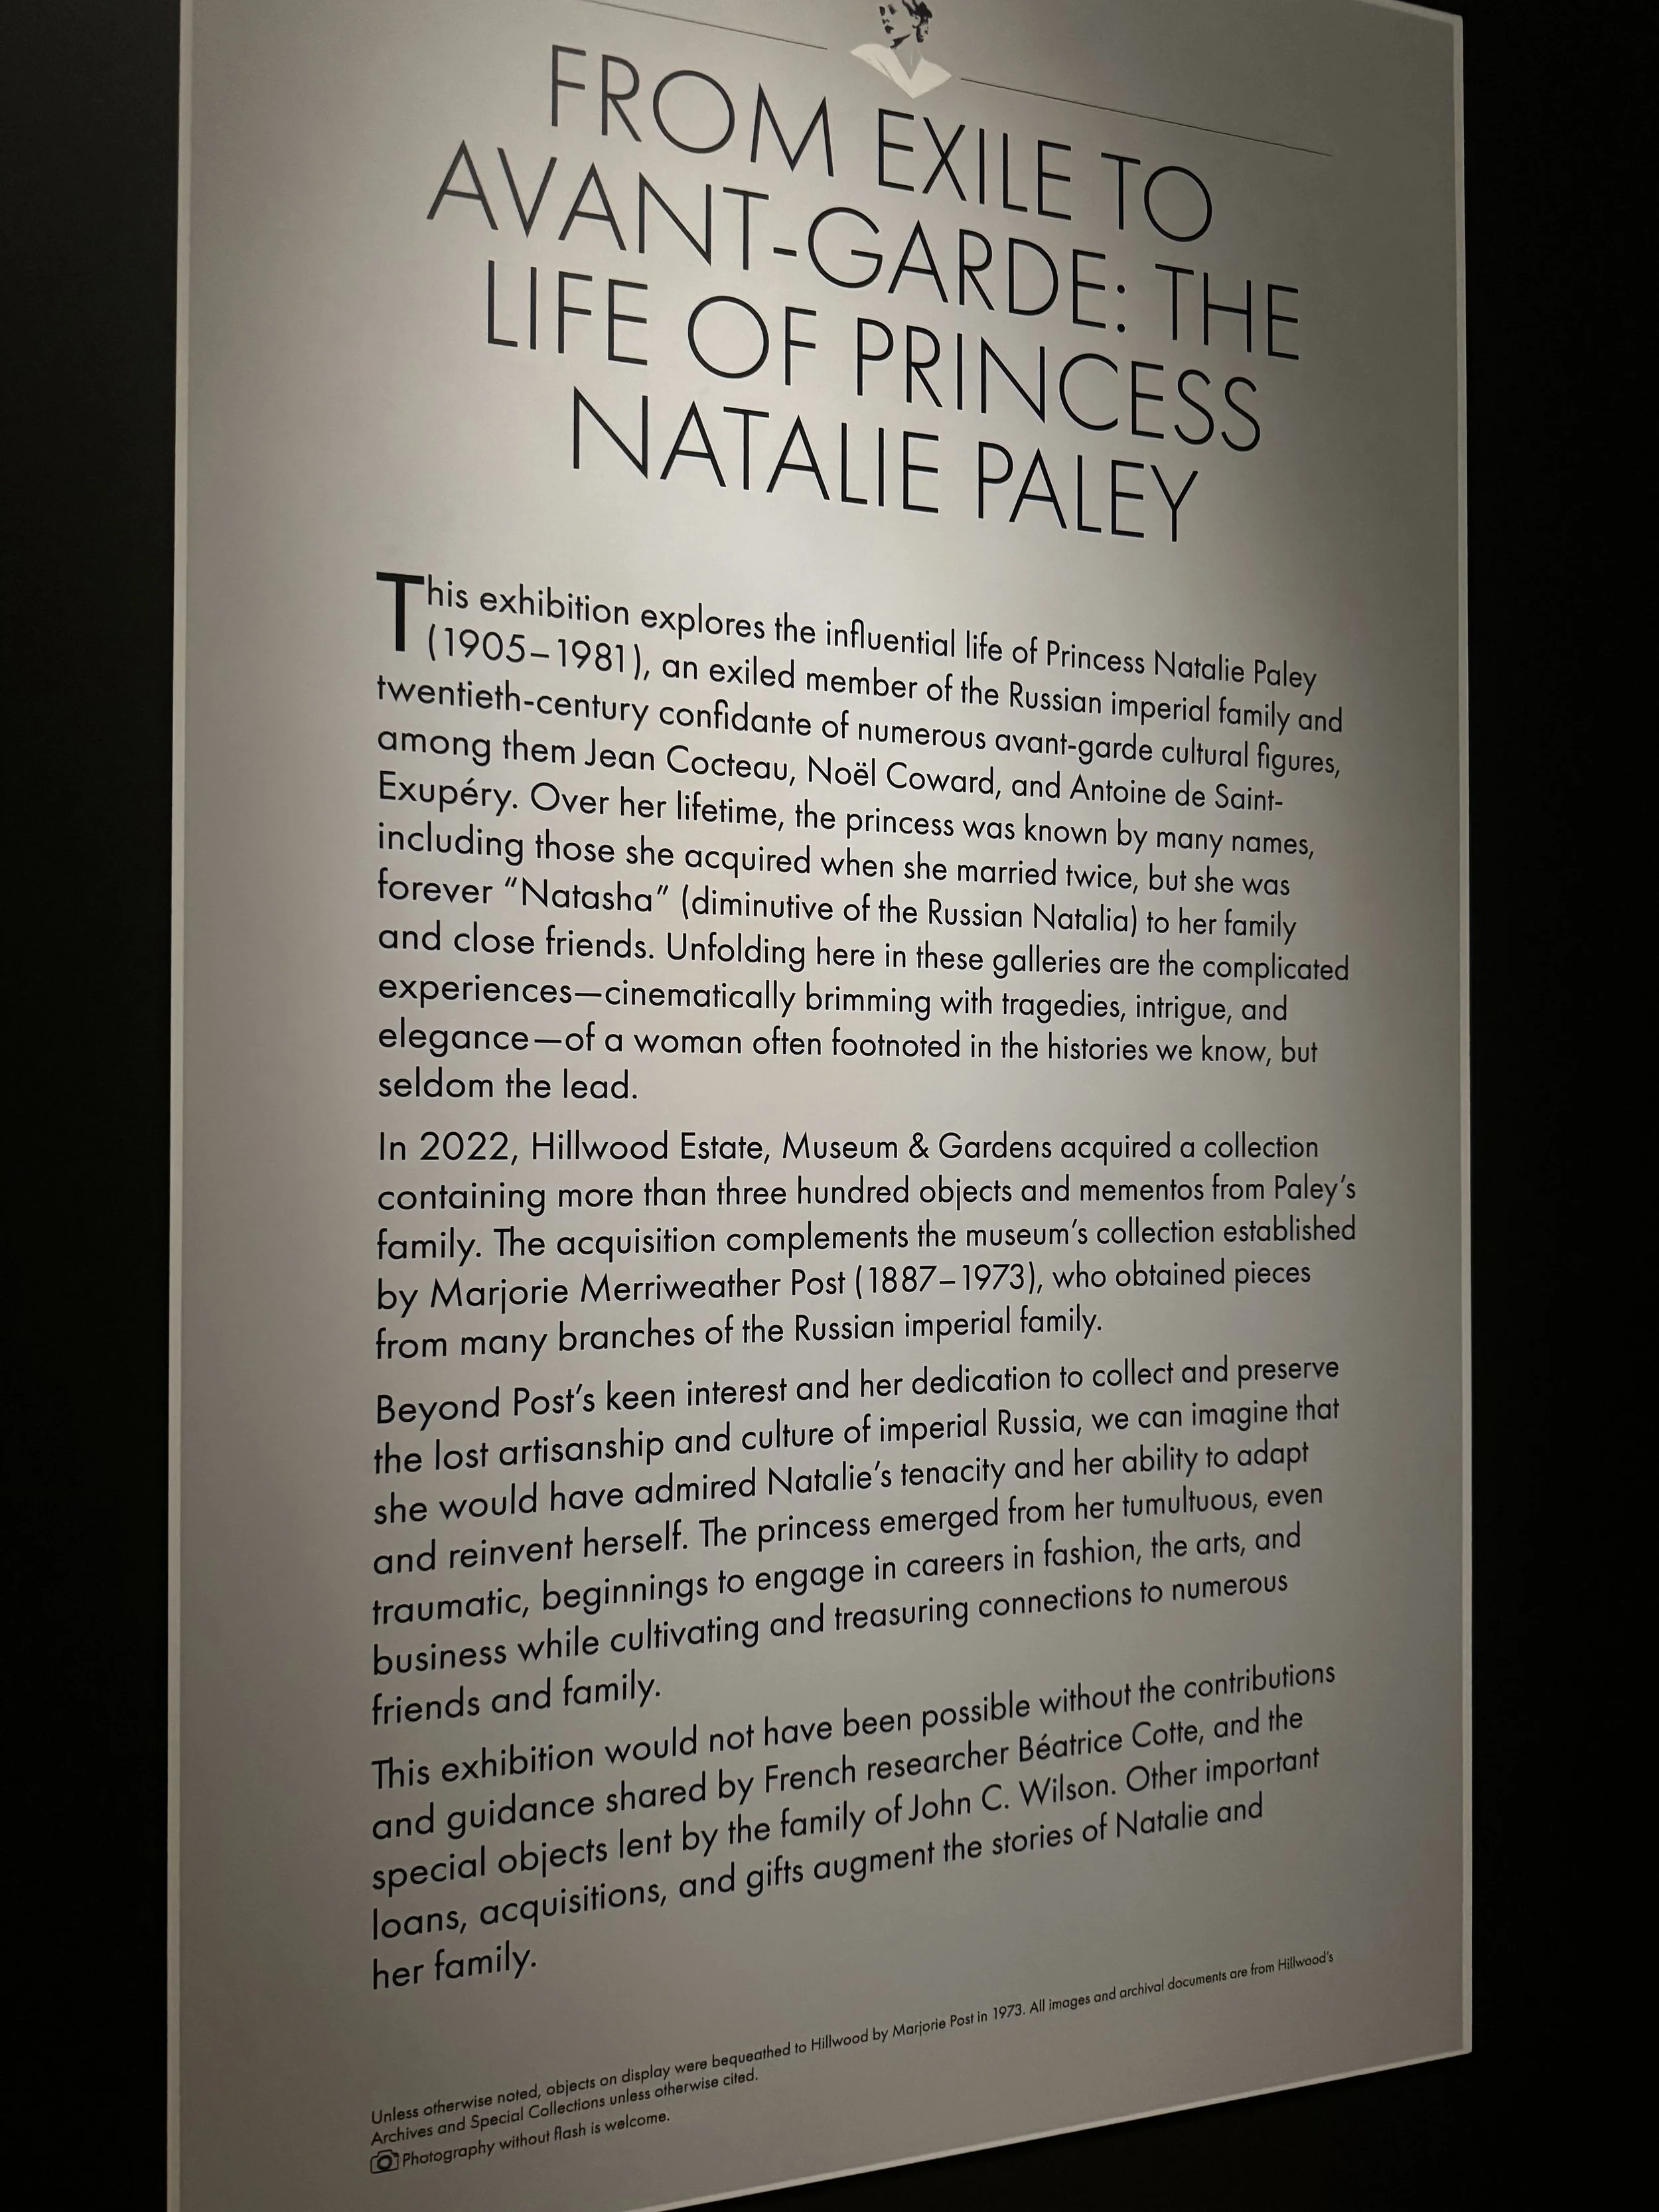 FROM EXILE TO
AVANT-GARDE: THE
LIFE OF PRINCESS
NATALIE PALEY
This exhibition explores the influential life of Princess Natalie Paley
(1905–1981), an exiled member of the Russian imperial family and
twentieth-century confidante of numerous avant-garde cultural figures,
among them Jean Cocteau, Noël Coward, and Antoine de Saint-
Exupéry. Over her lifetime, the princess was known by many names,
including those she acquired when she married twice, but she was
forever “Natasha” (diminutive of the Russian Natalia) to her family
and close friends. Unfolding here in these galleries are the complicated
experiences—cinematically brimming with tragedies, intrigue, and
elegance—of a woman often footnoted in the histories we know, but
seldom the lead.
In 2022, Hillwood Estate, Museum & Gardens acquired a collection
containing more than three hundred objects and mementos from Paley’s
family. The acquisition complements the museum’s collection established
by Marjorie Merriweather Post (1887–1973), who obtained pieces
from many branches of the Russian imperial family.
Beyond Post’s keen interest and her dedication to collect and preserve
the lost artisanship and culture of imperial Russia, we can imagine that
she would have admired Natalie’s tenacity and her ability to adapt
and reinvent herself. The princess emerged from her tumultuous, even
traumatic, beginnings to engage in careers in fashion, the arts, and
business while cultivating and treasuring connections to numerous
friends and family.
This exhibition would not have been possible without the contributions
and guidance shared by French researcher Béatrice Cotte, and the
special objects lent by the family of John C. Wilson. Other important
loans, acquisitions, and gifts augment the stories of Natalie and
her family.
Unless otherwise noted, objects on display were bequeathed to Hillwood by Marjorie Post in 1973. All images and archival documents are from Hillwood’s
Archives and Special Collections unless otherwise cited.
Photography without flash is welcome.